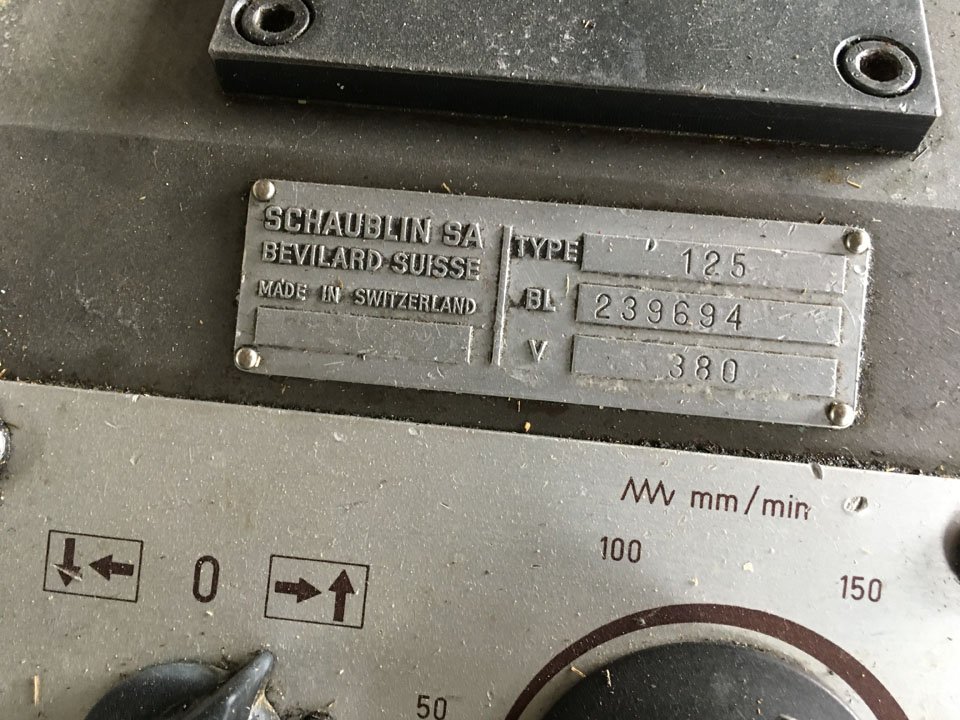 SCHAUBLIN SA
BEVILARD-SUISSE
MADE IN SWITZERLAND
TYPE 125
BL 239694
V 380
mm/min
0
100
150
50